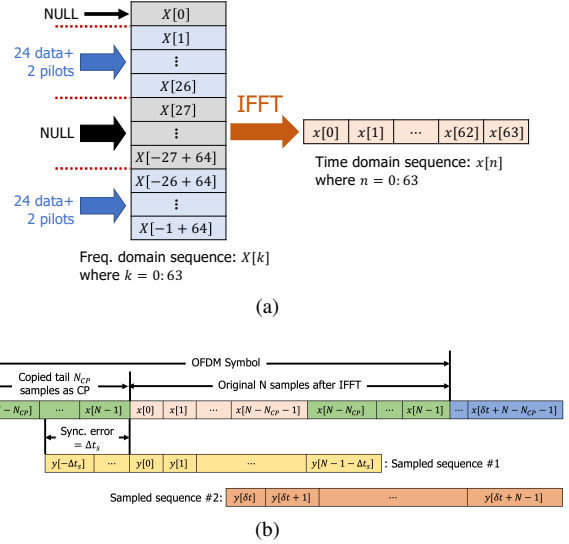 NULL
X[0]
X[1]
24 data+
2 pilots
⋮
X[26]
X[27]
IFFT
NULL
⋮
x[0] x[1] ⋯ x[62] x[63]
X[−27 + 64]
Time domain sequence: x[n]
where n = 0: 63
X[−26 + 64]
24 data+
2 pilots
⋮
X[−1 + 64]
Freq. domain sequence: X[k]
where k = 0: 63
(a)
OFDM Symbol
Copied tail N_CP
samples as CP
Original N samples after IFFT
− N_CP] ⋯ x[N − 1] x[0] x[1] ⋯ x[N − N_CP − 1] x[N − N_CP] ⋯ x[N − 1] ⋯ x[δt + N − N_CP − 1]
Sync. error
= Δt_s
y[−Δt_s] ⋯ y[0] y[1] ⋯ y[N − 1 − Δt_s] : Sampled sequence #1
Sampled sequence #2: y[δt] y[δt + 1] ⋯ y[δt + N − 1]
(b)